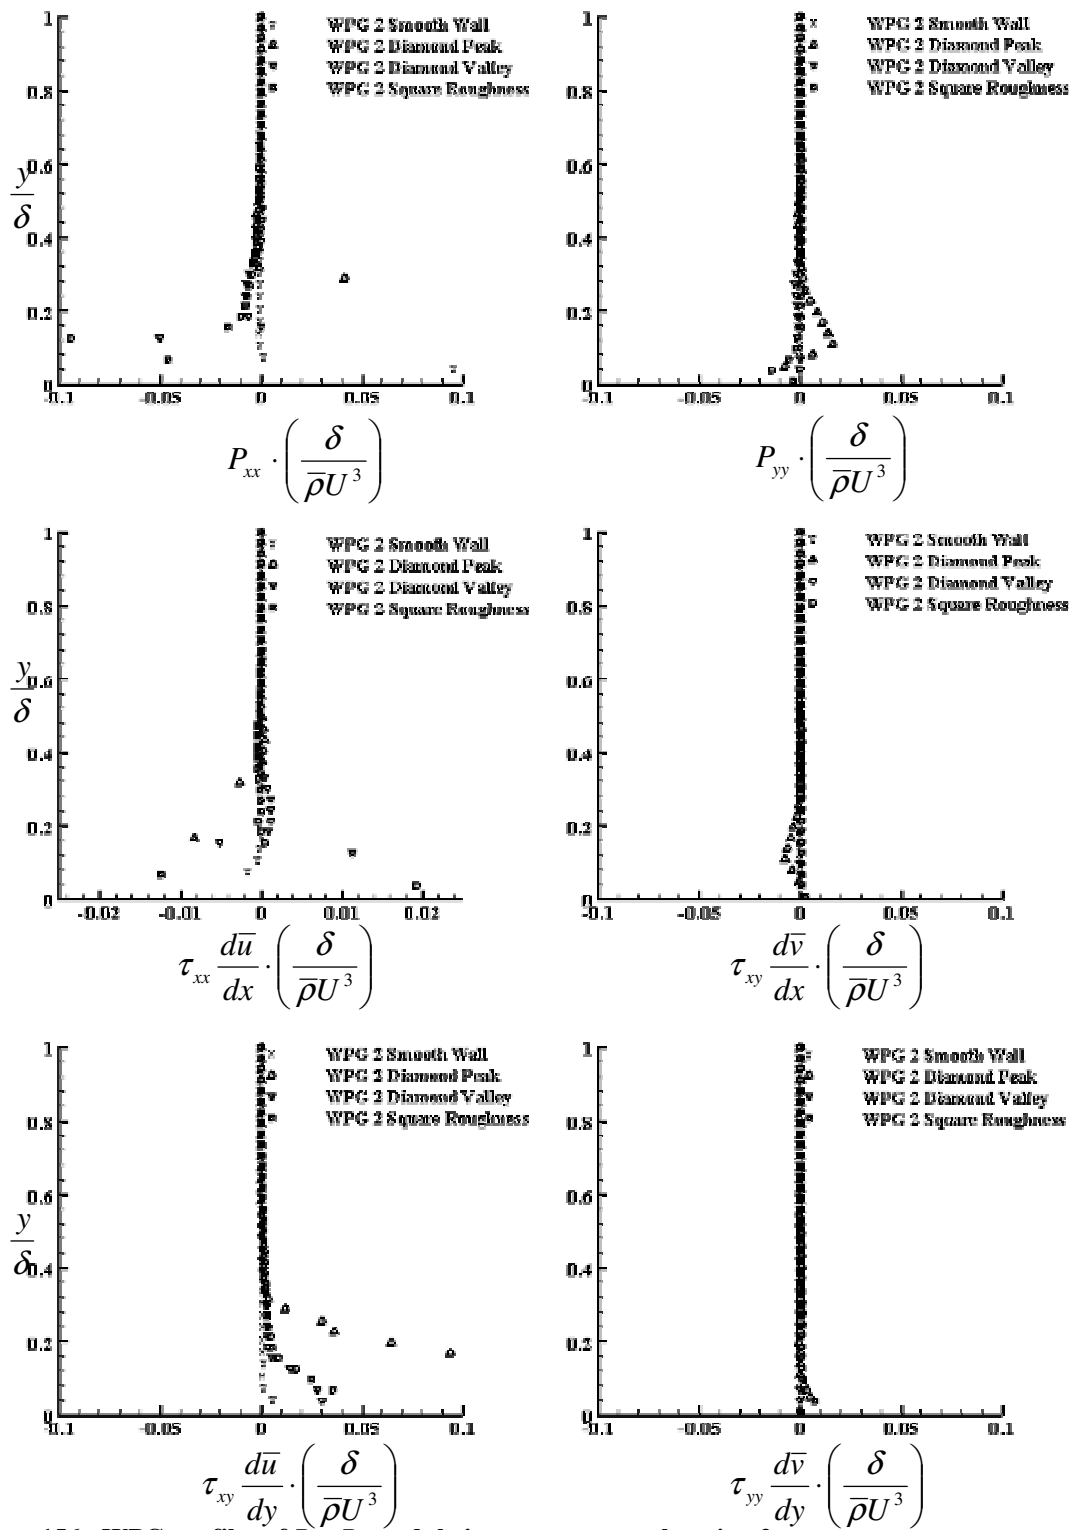 1 WPG 2 Smooth Wall
WPG 2 Diamond Peak
WPG 2 Diamond Valley
0.8 WPG 2 Square Roughness
0.6
y/δ
0.4
0.2
0
-0.1 -0.05 0 0.05 0.1
P_xx · (δ / ρ̅U³)
1 WPG 2 Smooth Wall
WPG 2 Diamond Peak
WPG 2 Diamond Valley
0.8 WPG 2 Square Roughness
0.6
0.4
0.2
0
-0.1 -0.05 0 0.05 0.1
P_yy · (δ / ρ̅U³)
1 WPG 2 Smooth Wall
WPG 2 Diamond Peak
WPG 2 Diamond Valley
0.8 WPG 2 Square Roughness
0.6
y/δ
0.4
0.2
0
-0.02 -0.01 0 0.01 0.02
τ_xx du̅/dx · (δ / ρ̅U³)
1 WPG 2 Smooth Wall
WPG 2 Diamond Peak
WPG 2 Diamond Valley
0.8 WPG 2 Square Roughness
0.6
0.4
0.2
0
-0.1 -0.05 0 0.05 0.1
τ_xy dv̅/dx · (δ / ρ̅U³)
1 WPG 2 Smooth Wall
WPG 2 Diamond Peak
WPG 2 Diamond Valley
0.8 WPG 2 Square Roughness
0.6
y/δ
0.4
0.2
0
-0.1 -0.05 0 0.05 0.1
τ_xy du̅/dy · (δ / ρ̅U³)
1 WPG 2 Smooth Wall
WPG 2 Diamond Peak
WPG 2 Diamond Valley
0.8 WPG 2 Square Roughness
0.6
0.4
0.2
0
-0.1 -0.05 0 0.05 0.1
τ_yy dv̅/dy · (δ / ρ̅U³)